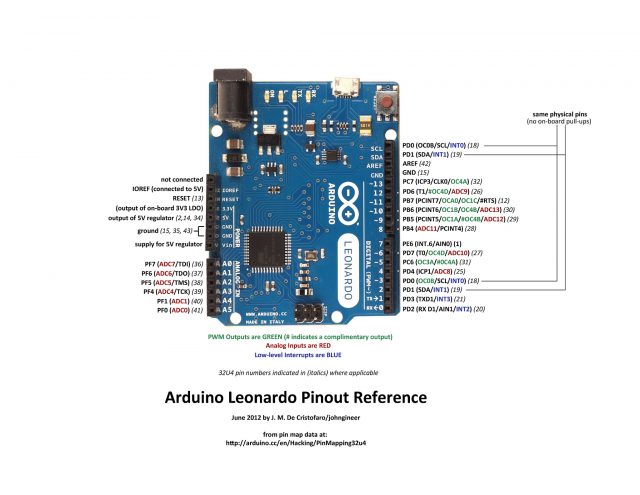 same physical pins
(no on-board pull-ups)
PD0 (OC0B/SCL/INT0) (18)
PD1 (SDA/INT1) (19)
AREF (42)
GND (15)
PC7 (ICP3/CLK0/OC4A) (32)
PD6 (T1/#OC4D/ADC9) (26)
PB7 (PCINT7/OCA0/OC1C/#RTS) (12)
PB6 (PCINT6/OC1B/OC4B/ADC13) (30)
PB5 (PCINT5/OC1A/#OC4B/ADC12) (29)
PB4 (ADC11/PCINT4) (28)
PE6 (INT.6/AIN0) (1)
PD7 (T0/OC4D/ADC10) (27)
PC6 (OC3A/#OC4A) (31)
PD4 (ICP1/ADC8) (25)
PD0 (OC0B/SCL/INT0) (18)
PD1 (SDA/INT1) (19)
PD3 (TXD1/INT3) (21)
PD2 (RX D1/AIN1/INT2) (20)
not connected
IOREF (connected to 5V)
RESET (13)
(output of on-board 3V3 LDO)
output of 5V regulator (2,14, 34)
ground (15, 35, 43)
supply for 5V regulator
PF7 (ADC7/TDI) (36)
PF6 (ADC6/TDO) (37)
PF5 (ADC5/TMS) (38)
PF4 (ADC4/TCK) (39)
PF1 (ADC1) (40)
PF0 (ADC0) (41)
ON
L
TX
RX
SCL
SDA
AREF
GND
~13
12
~11
~10
~9
8
7
~6
~5
4
~3
2
TX→1
RX←0
IOREF
RESET
3.3V
5V
GND
GND
Vin
POWER
ANALOG IN
A0
A1
A2
A3
A4
A5
ARDUINO
LEONARDO
DIGITAL (PWM~)
ICSP
WWW.ARDUINO.CC
MADE IN ITALY
PWM Outputs are GREEN (# indicates a complimentary output)
Analog Inputs are RED
Low-level Interrupts are BLUE
32U4 pin numbers indicated in (italics) where applicable
Arduino Leonardo Pinout Reference
June 2012 by J. M. De Cristofaro/johngineer
from pin map data at:
http://arduino.cc/en/Hacking/PinMapping32u4